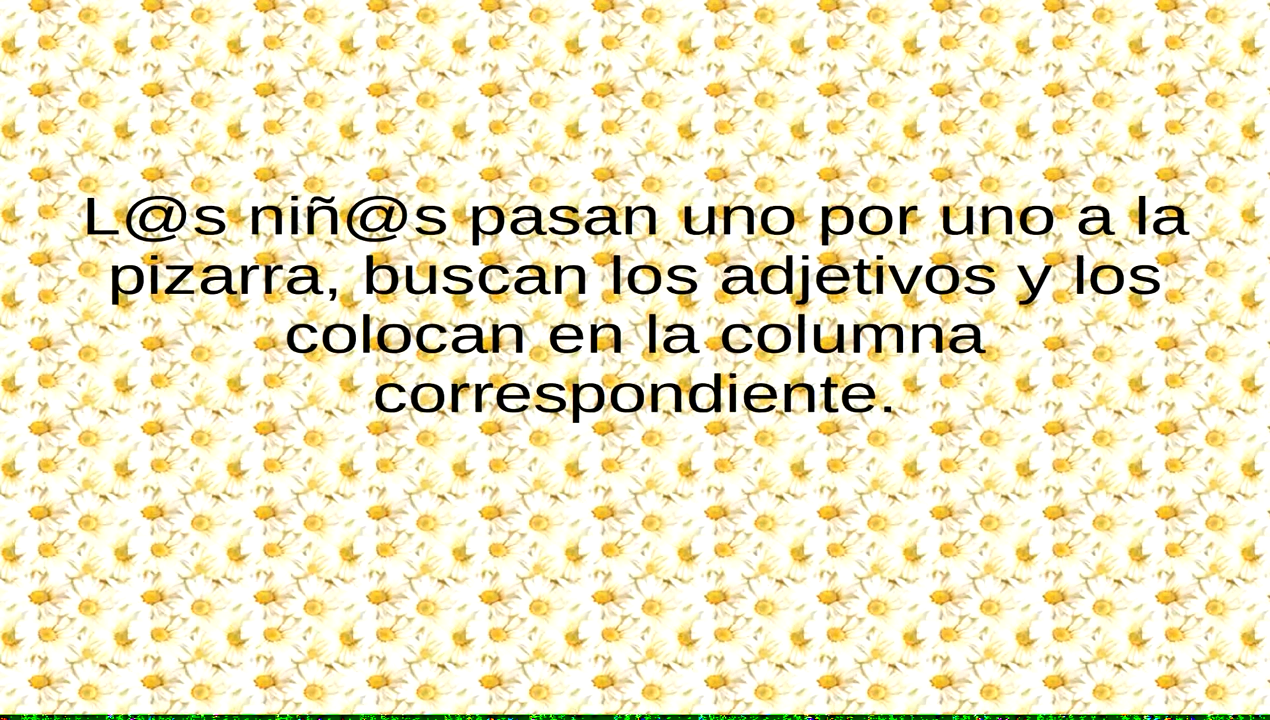 L@s niñ@s pasan uno por uno a la
pizarra, buscan los adjetivos y los
colocan en la columna
correspondiente.